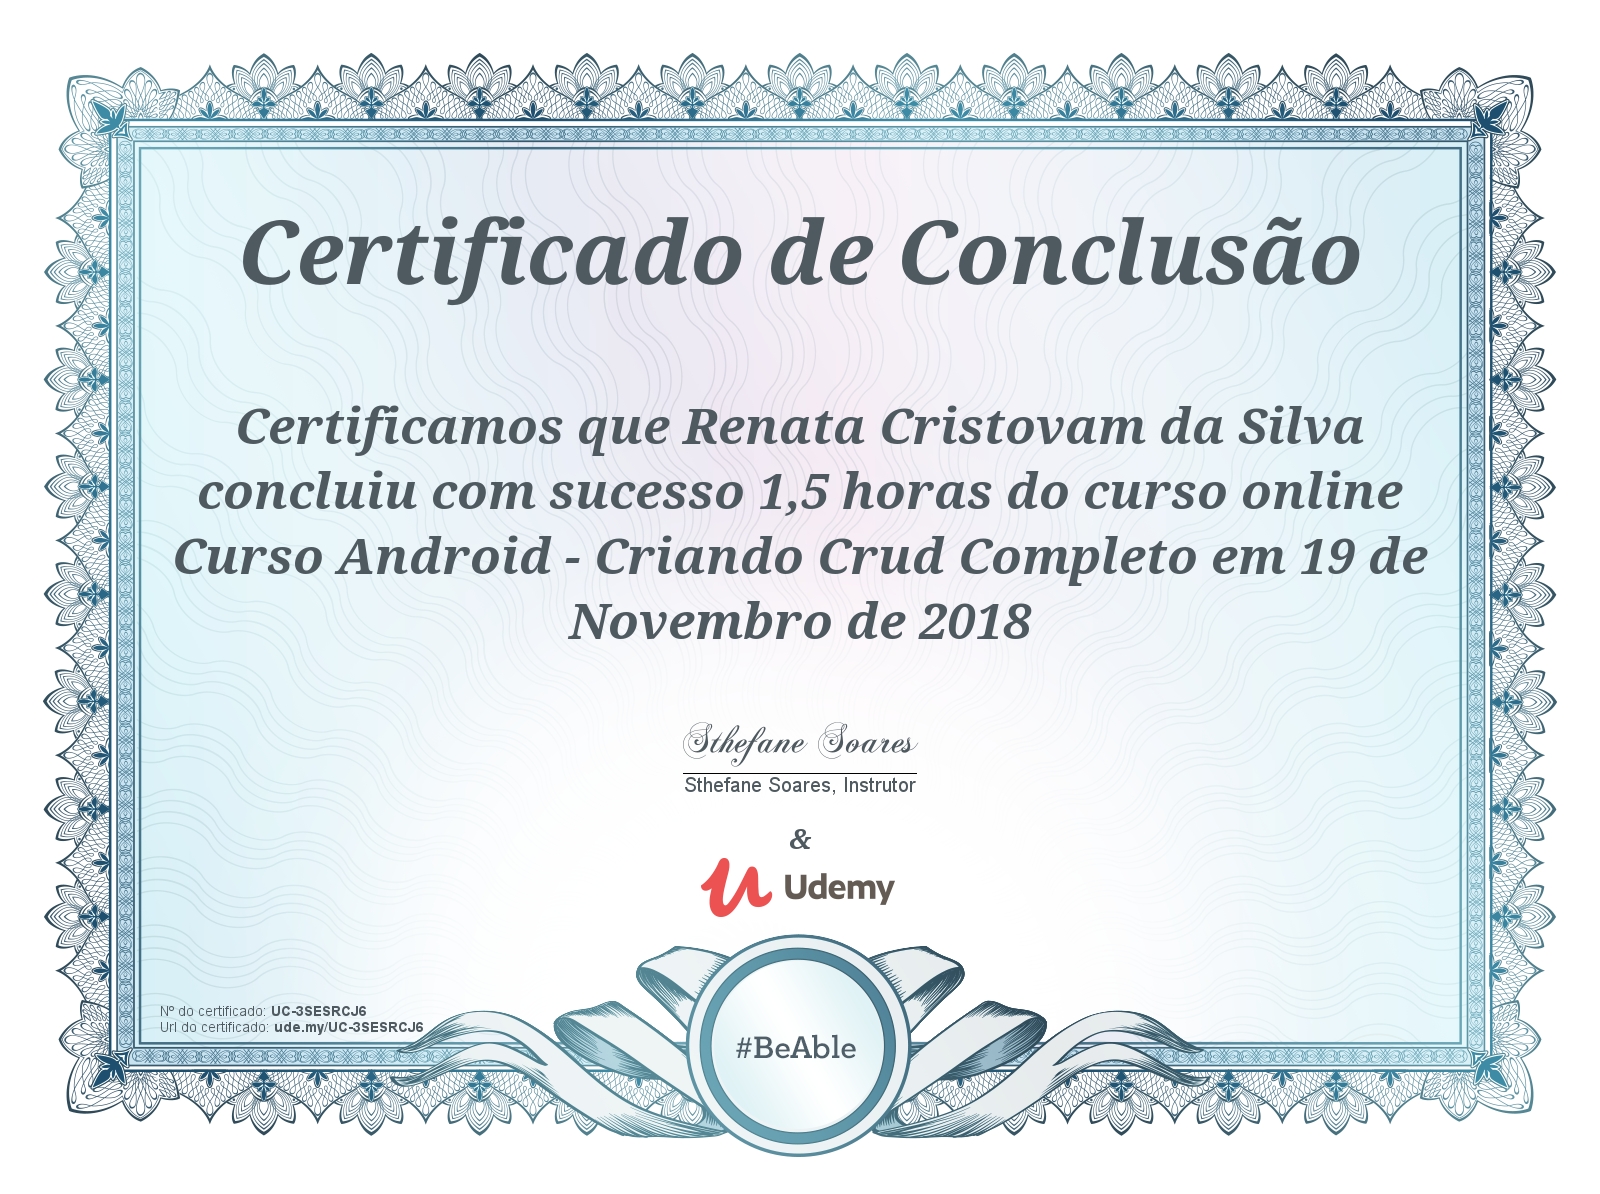 Certificado de Conclusão
Certificamos que Renata Cristovam da Silva
concluiu com sucesso 1,5 horas do curso online
Curso Android - Criando Crud Completo em 19 de
Novembro de 2018
Sthefane Soares
Sthefane Soares, Instrutor
&
Udemy
Nº do certificado: UC-3SESRCJ6
Url do certificado: ude.my/UC-3SESRCJ6
#BeAble